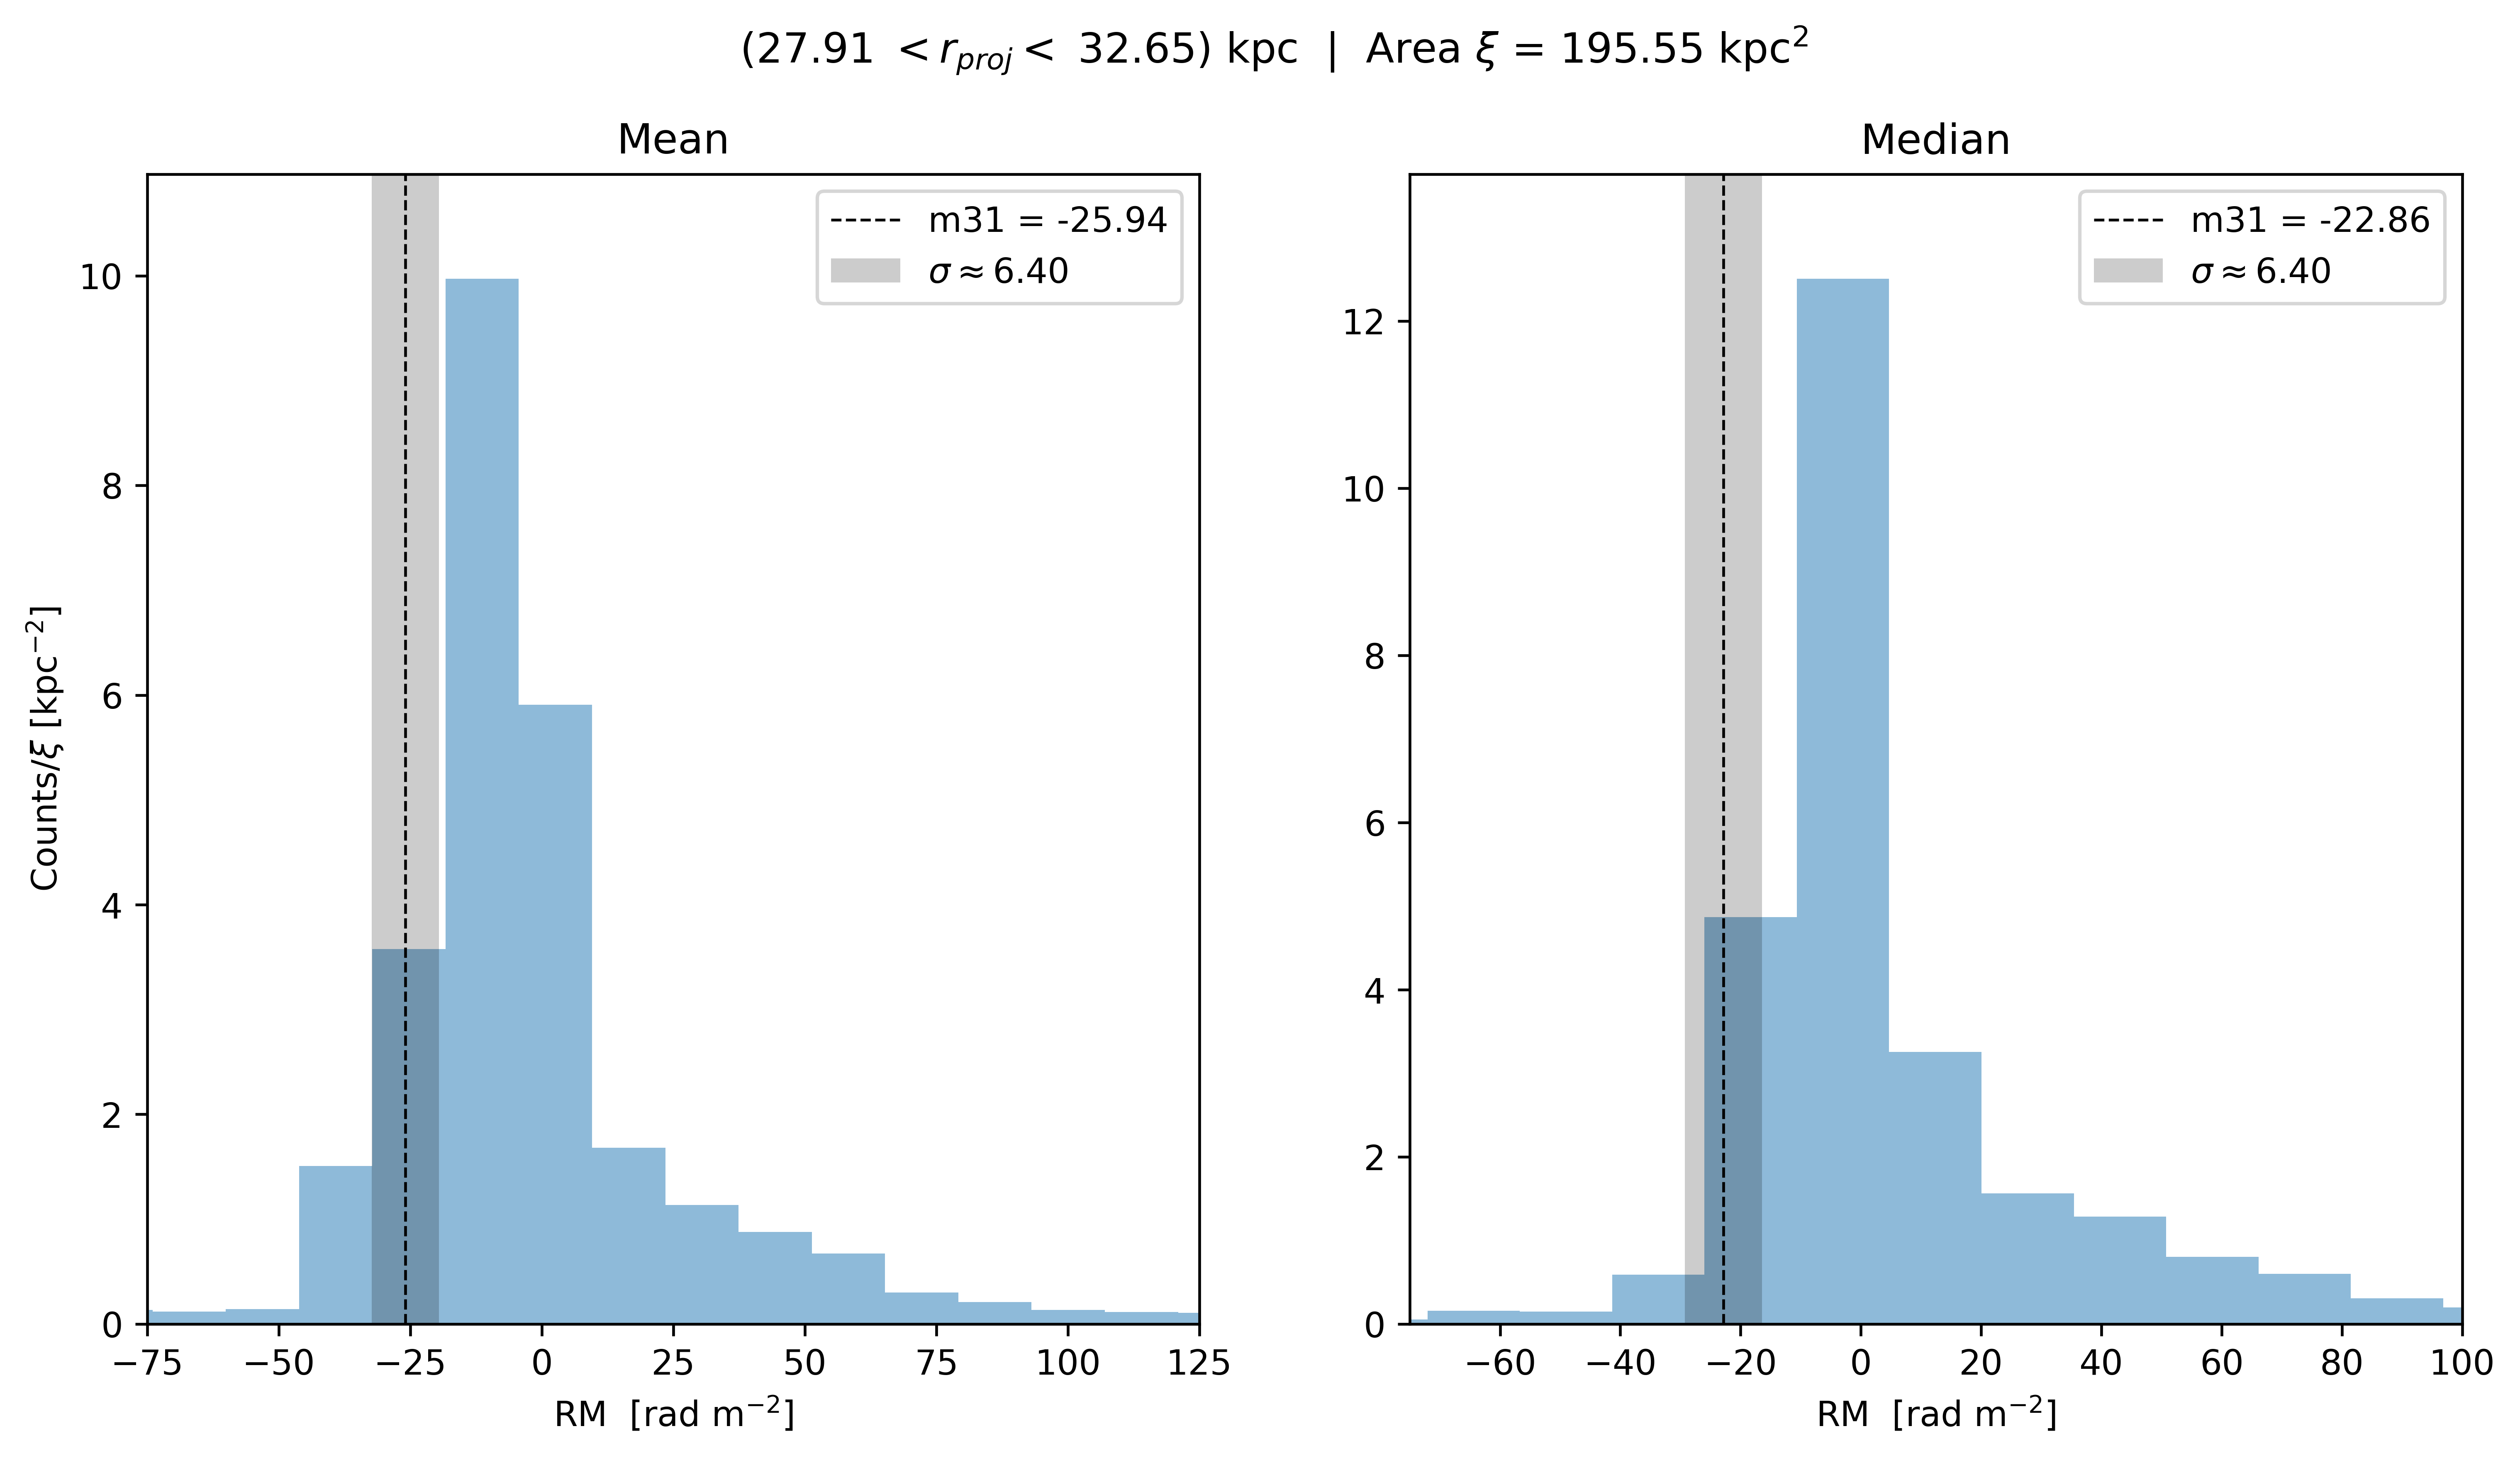 (27.91 < r_proj < 32.65) kpc | Area ξ = 195.55 kpc²
Mean
m31 = -25.94
σ ≈ 6.40
10
8
6
4
2
0
Counts/ξ [kpc⁻²]
−75 −50 −25 0 25 50 75 100 125
RM [rad m⁻²]
Median
m31 = -22.86
σ ≈ 6.40
12
10
8
6
4
2
0
−60 −40 −20 0 20 40 60 80 100
RM [rad m⁻²]